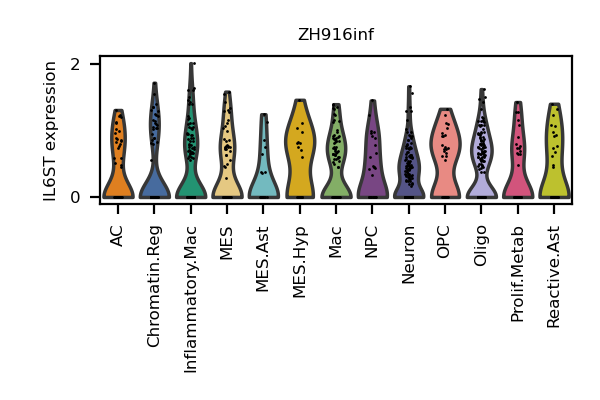 ZH916inf
IL6ST expression
2
0
AC
Chromatin.Reg
Inflammatory.Mac
MES
MES.Ast
MES.Hyp
Mac
NPC
Neuron
OPC
Oligo
Prolif.Metab
Reactive.Ast